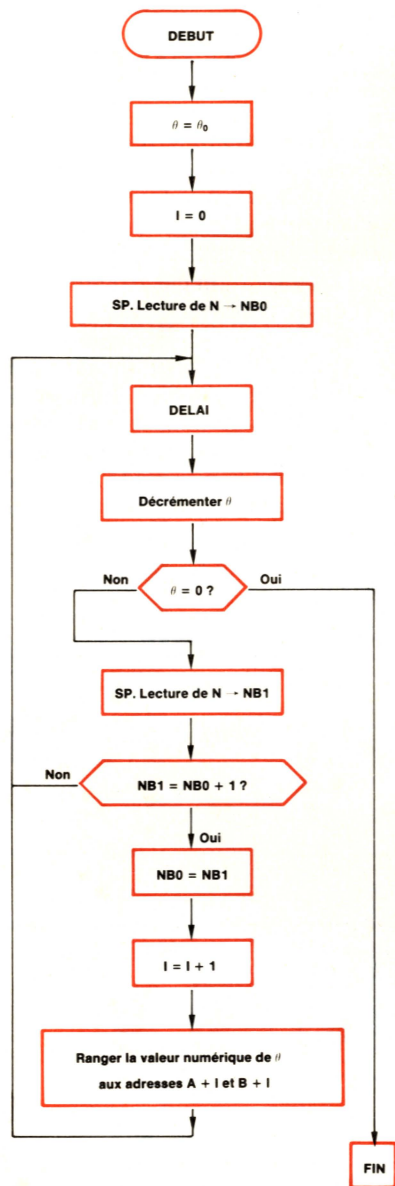 DEBUT
θ = θ₀
I = 0
SP. Lecture de N → NB0
DELAI
Décrémenter θ
Non
θ = 0 ?
Oui
SP. Lecture de N → NB1
Non
NB1 = NB0 + 1 ?
Oui
NB0 = NB1
I = I + 1
Ranger la valeur numérique de θ
aux adresses A + I et B + I
FIN